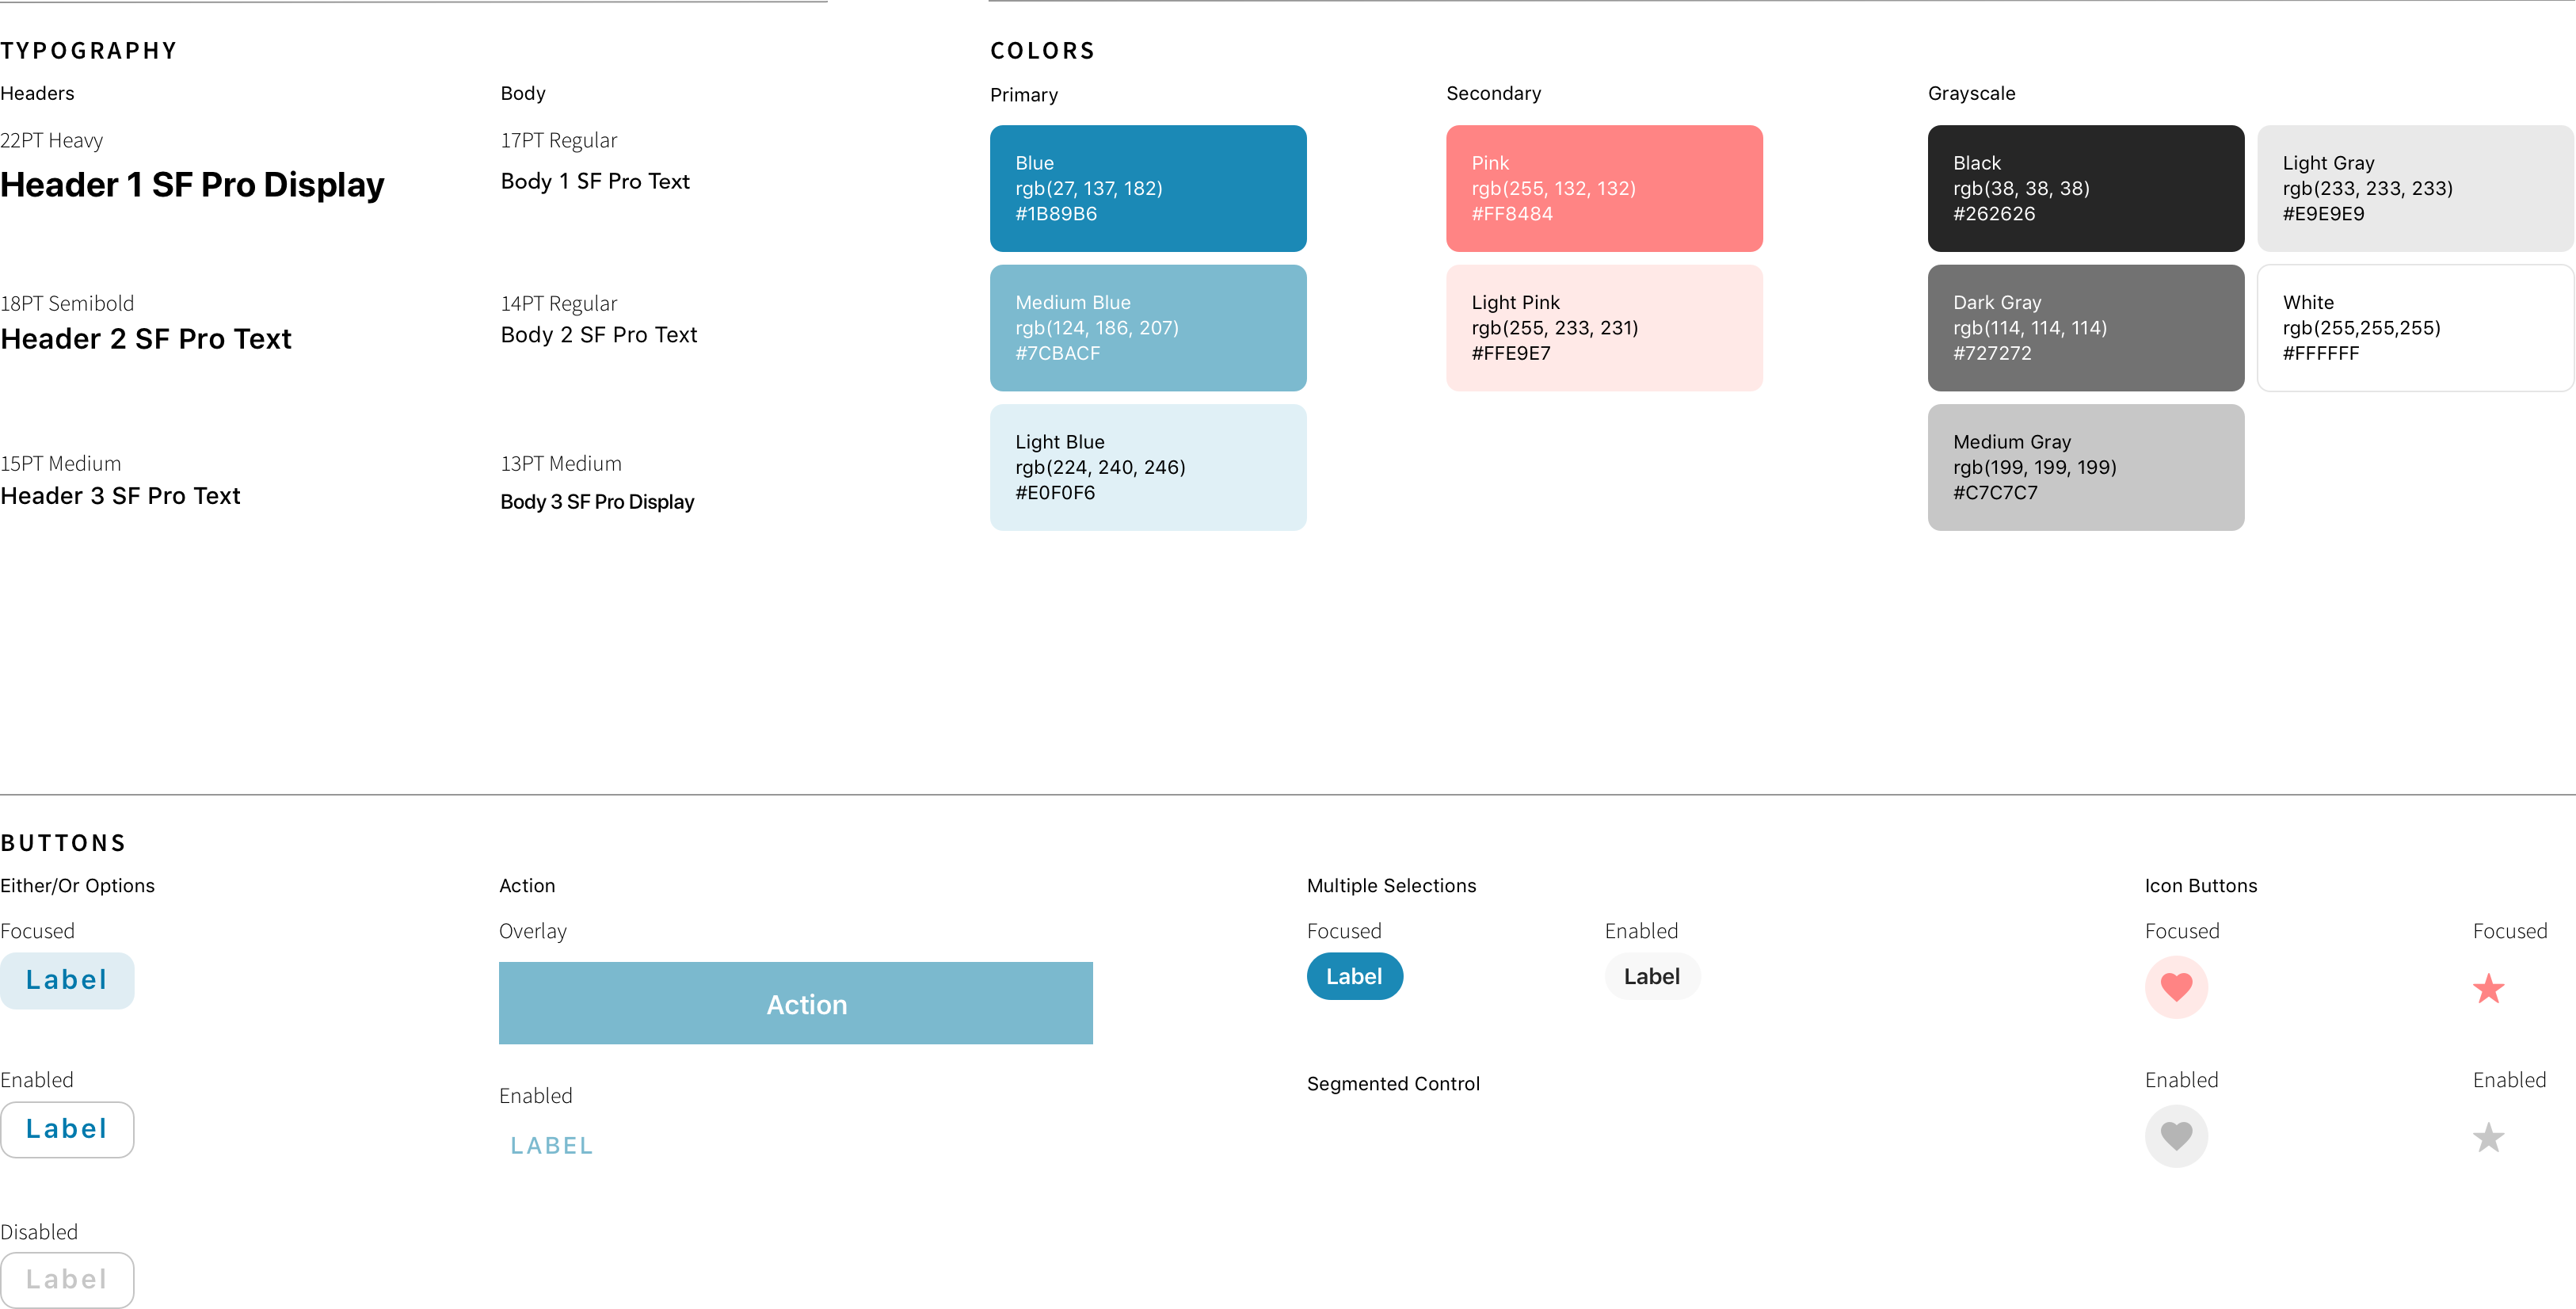 TYPOGRAPHY
Headers
22PT Heavy
Header 1 SF Pro Display
18PT Semibold
Header 2 SF Pro Text
15PT Medium
Header 3 SF Pro Text
Body
17PT Regular
Body 1 SF Pro Text
14PT Regular
Body 2 SF Pro Text
13PT Medium
Body 3 SF Pro Display
COLORS
Primary
Blue
rgb(27, 137, 182)
#1B89B6
Medium Blue
rgb(124, 186, 207)
#7CBACF
Light Blue
rgb(224, 240, 246)
#E0F0F6
Secondary
Pink
rgb(255, 132, 132)
#FF8484
Light Pink
rgb(255, 233, 231)
#FFE9E7
Grayscale
Black
rgb(38, 38, 38)
#262626
Dark Gray
rgb(114, 114, 114)
#727272
Medium Gray
rgb(199, 199, 199)
#C7C7C7
Light Gray
rgb(233, 233, 233)
#E9E9E9
White
rgb(255,255,255)
#FFFFFF
BUTTONS
Either/Or Options
Focused
Label
Enabled
Label
Disabled
Label
Action
Overlay
Action
Enabled
LABEL
Multiple Selections
Focused
Label
Enabled
Label
Segmented Control
Icon Buttons
Focused
Enabled
Focused
Enabled